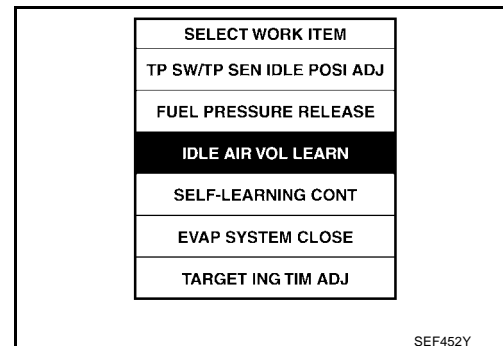 SELECT WORK ITEM
TP SW/TP SEN IDLE POSI ADJ
FUEL PRESSURE RELEASE
IDLE AIR VOL LEARN
SELF-LEARNING CONT
EVAP SYSTEM CLOSE
TARGET ING TIM ADJ
SEF452Y